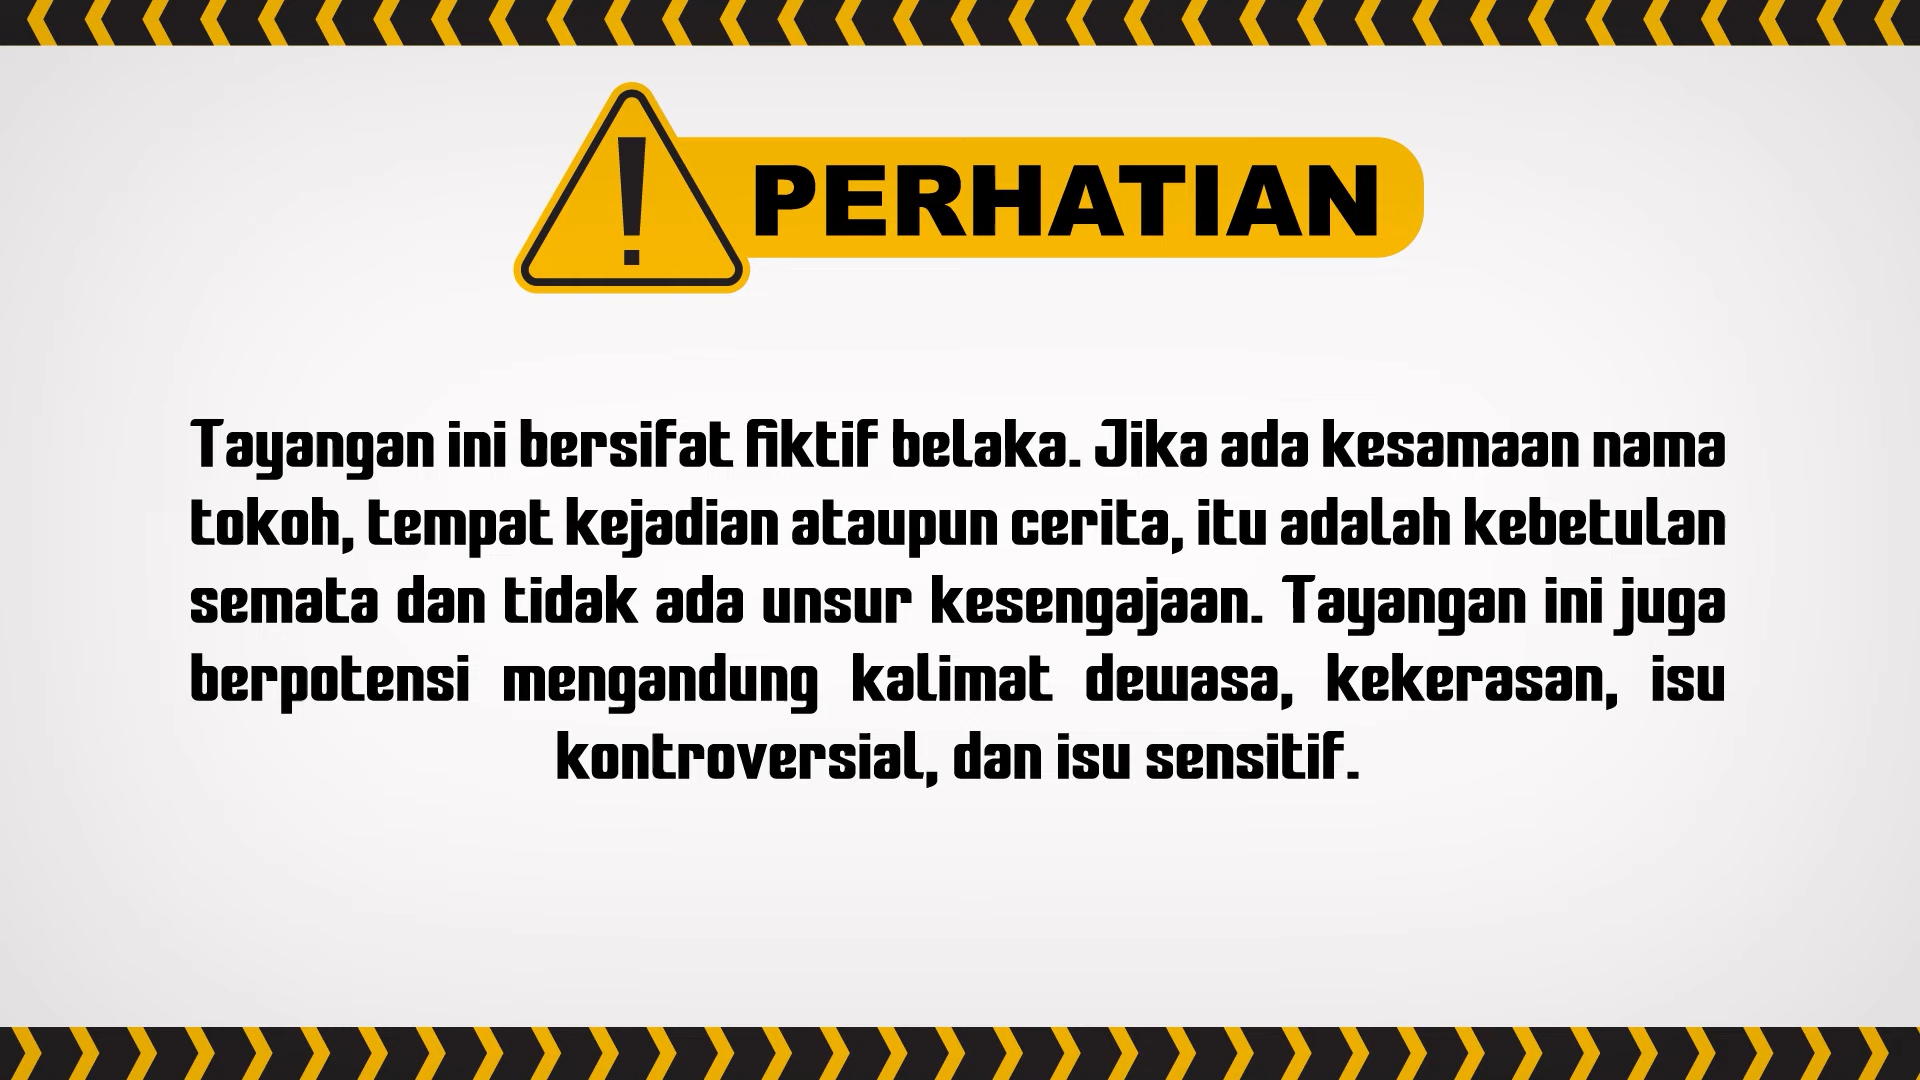 !
PERHATIAN
Tayangan ini bersifat fiktif belaka. Jika ada kesamaan nama
tokoh, tempat kejadian ataupun cerita, itu adalah kebetulan
semata dan tidak ada unsur kesengajaan. Tayangan ini juga
berpotensi mengandung kalimat dewasa, kekerasan, isu
kontroversial, dan isu sensitif.